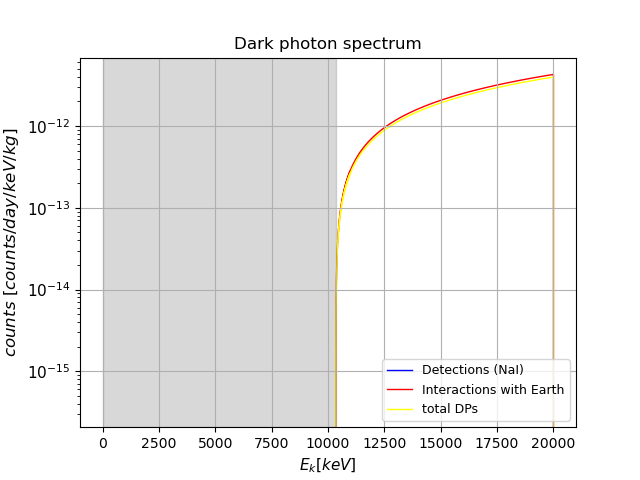 Dark photon spectrum
counts [counts/day/keV/kg]
10⁻¹²
10⁻¹³
10⁻¹⁴
10⁻¹⁵
Detections (NaI)
Interactions with Earth
total DPs
0 2500 5000 7500 10000 12500 15000 17500 20000
Eₖ[keV]